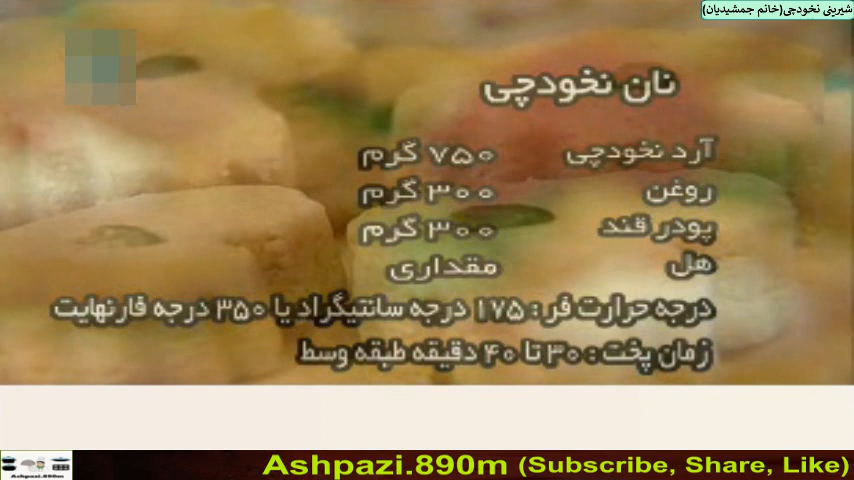 شیرینی نخودچی(خانم جمشیدیان)
نان نخودچی
آرد نخودچی ۷۵۰ گرم
روغن ۳۰۰ گرم
پودر قند ۳۰۰ گرم
هل مقداری
درجه حرارت فر: ۱۷۵ درجه سانتیگراد یا ۳۵۰ درجه فارنهایت
زمان پخت: ۳۰ تا ۴۰ دقیقه طبقه وسط
Ashpazi.890m (Subscribe, Share, Like)
Ashpazi.890m